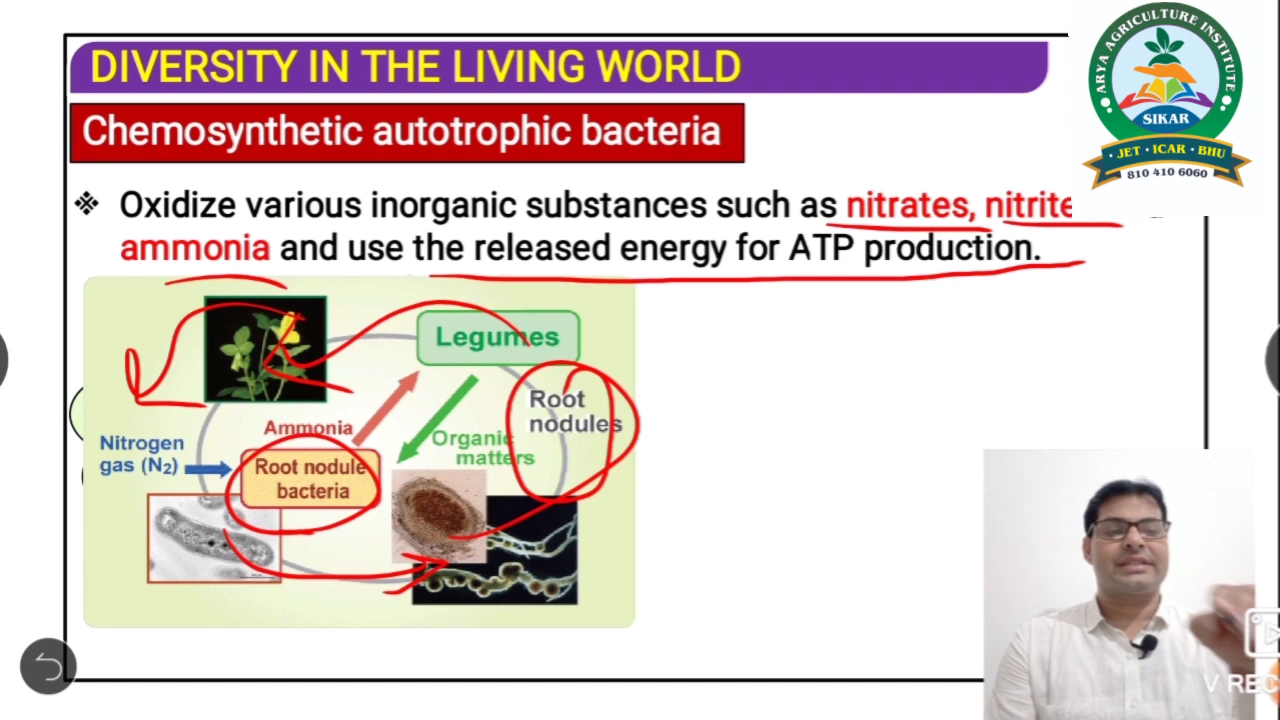 DIVERSITY IN THE LIVING WORLD
Chemosynthetic autotrophic bacteria
ARYA AGRICULTURE INSTITUTE
SIKAR
· JET · ICAR · BHU
810 410 6060
❖ Oxidize various inorganic substances such as nitrates, nitrite
ammonia and use the released energy for ATP production.
Legumes
Root
nodules
Ammonia
Organic
matters
Nitrogen
gas (N₂)
Root nodule
bacteria
V REC